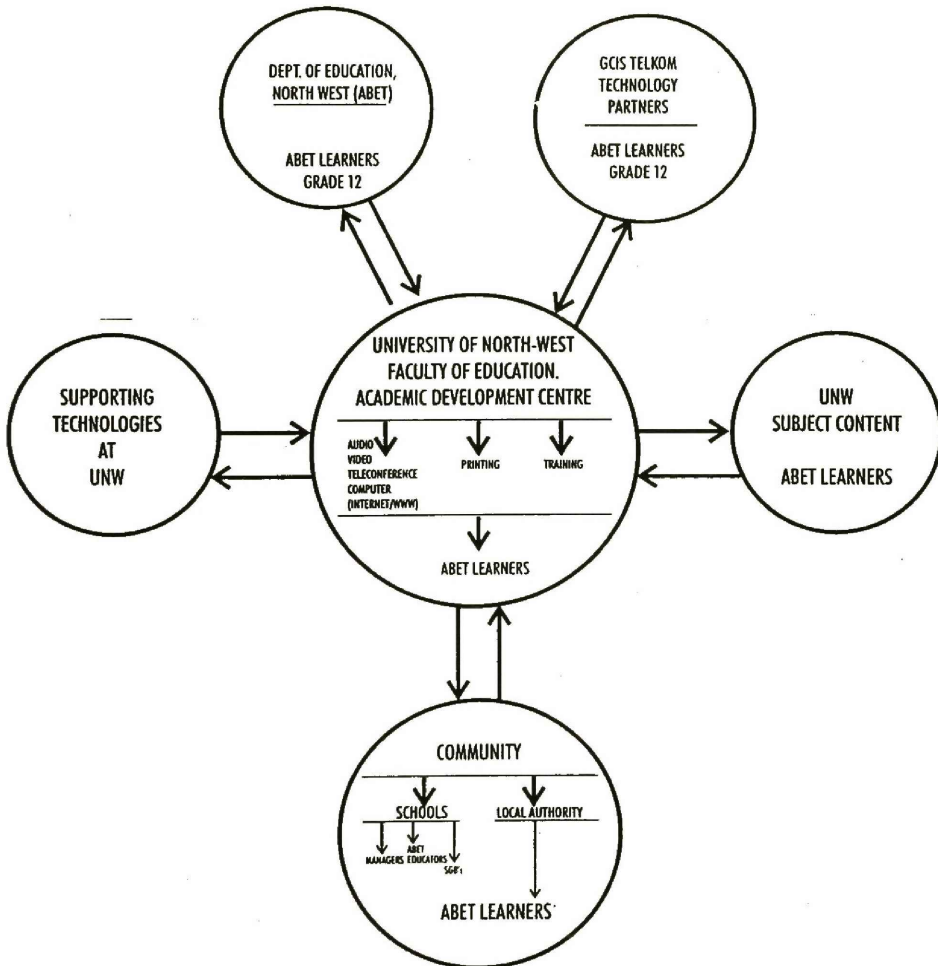 DEPT. OF EDUCATION,
NORTH WEST (ABET)
ABET LEARNERS
GRADE 12
GCIS TELKOM
TECHNOLOGY
PARTNERS
ABET LEARNERS
GRADE 12
UNIVERSITY OF NORTH-WEST
FACULTY OF EDUCATION.
ACADEMIC DEVELOPMENT CENTRE
AUDIO
VIDEO
TELECONFERENCE
COMPUTER
(INTERNET/WWW)
PRINTING
TRAINING
ABET LEARNERS
SUPPORTING
TECHNOLOGIES
AT
UNW
UNW
SUBJECT CONTENT
ABET LEARNERS
COMMUNITY
SCHOOLS
LOCAL AUTHORITY
MANAGERS
ABET
EDUCATORS
SGB's
ABET LEARNERS